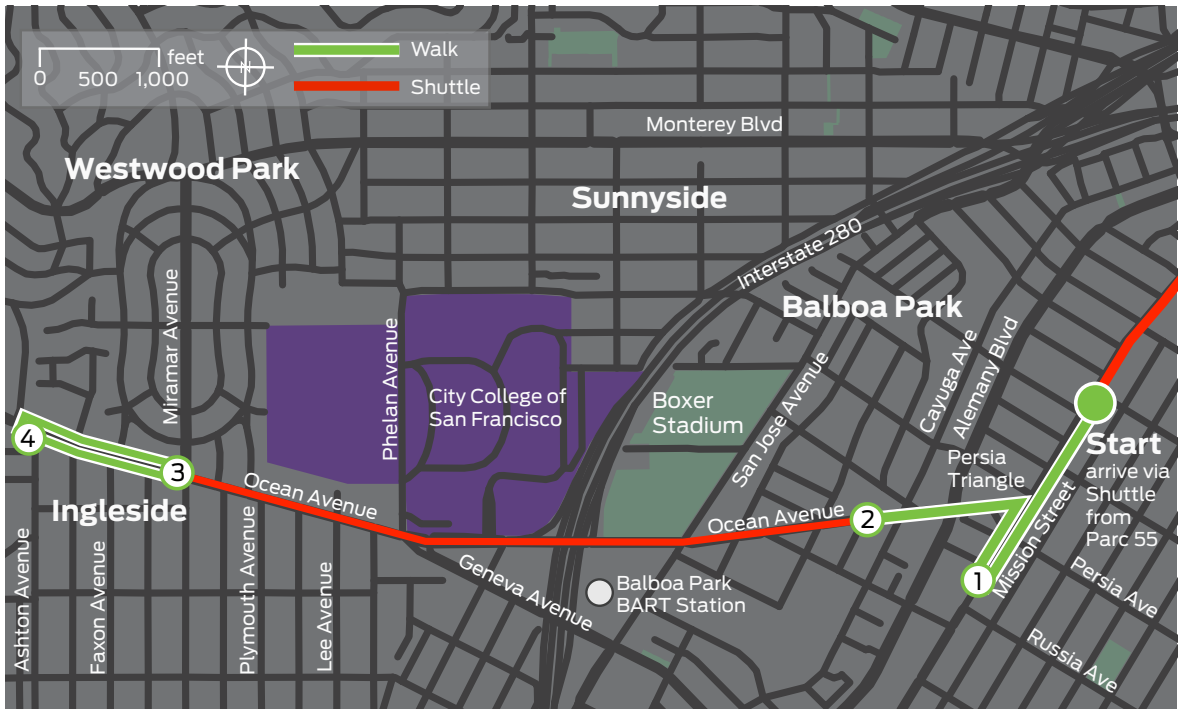 feet
0 500 1,000
N
Walk
Shuttle
Monterey Blvd
Westwood Park
Sunnyside
Interstate 280
Balboa Park
Miramar Avenue
Phelan Avenue
City College of
San Francisco
Boxer
Stadium
San Jose Avenue
Cayuga Ave
Alemany Blvd
4
3
Ingleside
Ocean Avenue
Ocean Avenue
2
Persia
Triangle
Start
arrive via
Shuttle
from
Parc 55
Mission Street
1
Geneva Avenue
Balboa Park
BART Station
Ashton Avenue
Faxon Avenue
Plymouth Avenue
Lee Avenue
Persia Ave
Russia Ave